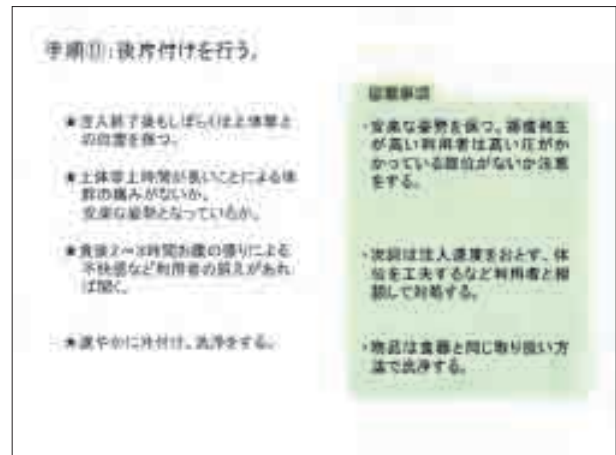 手順⑪:後片付けを行う。
★注入終了後もしばらくは上体挙上
の位置を保つ。
★上体挙上時間が長いことによる体
幹の痛みがないか。
安楽な姿勢となっているか。
★食後2～3時間お腹の張りによる
不快感など利用者の訴えがあれ
ば聞く。
★速やかに片付け、洗浄をする。
留意事項
・安楽な姿勢を保つ。褥瘡発生
が高い利用者は高い圧がか
かっている部位がないか注意
をする。
・次回は注入速度をおとす、体
位を工夫するなど利用者と相
談して対処する。
・物品は食器と同じ取り扱い方
法で洗浄する。